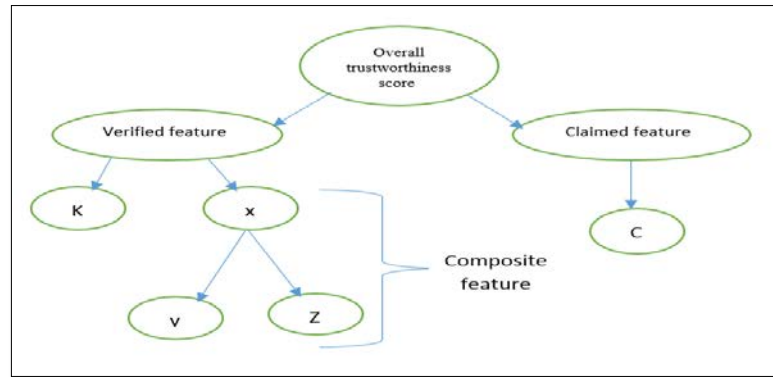 Overall
trustworthiness
score
Verified feature
Claimed feature
K
x
C
Composite
feature
v
Z